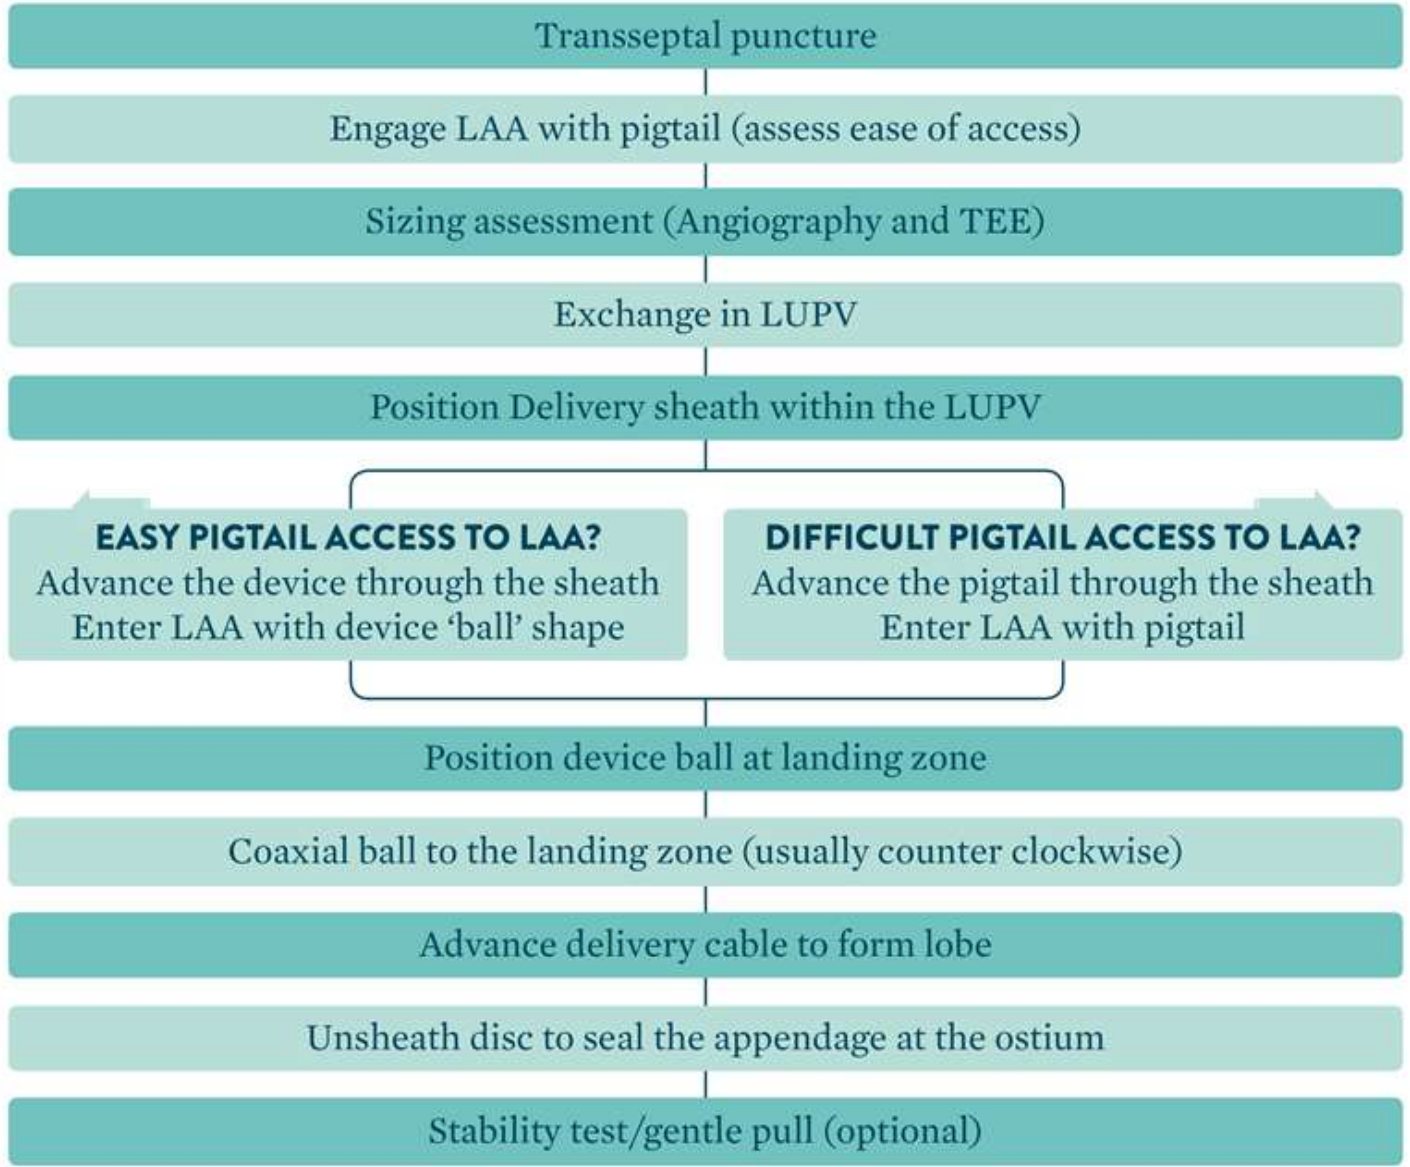 Transseptal puncture
Engage LAA with pigtail (assess ease of access)
Sizing assessment (Angiography and TEE)
Exchange in LUPV
Position Delivery sheath within the LUPV
EASY PIGTAIL ACCESS TO LAA?
Advance the device through the sheath
Enter LAA with device ‘ball’ shape
DIFFICULT PIGTAIL ACCESS TO LAA?
Advance the pigtail through the sheath
Enter LAA with pigtail
Position device ball at landing zone
Coaxial ball to the landing zone (usually counter clockwise)
Advance delivery cable to form lobe
Unsheath disc to seal the appendage at the ostium
Stability test/gentle pull (optional)